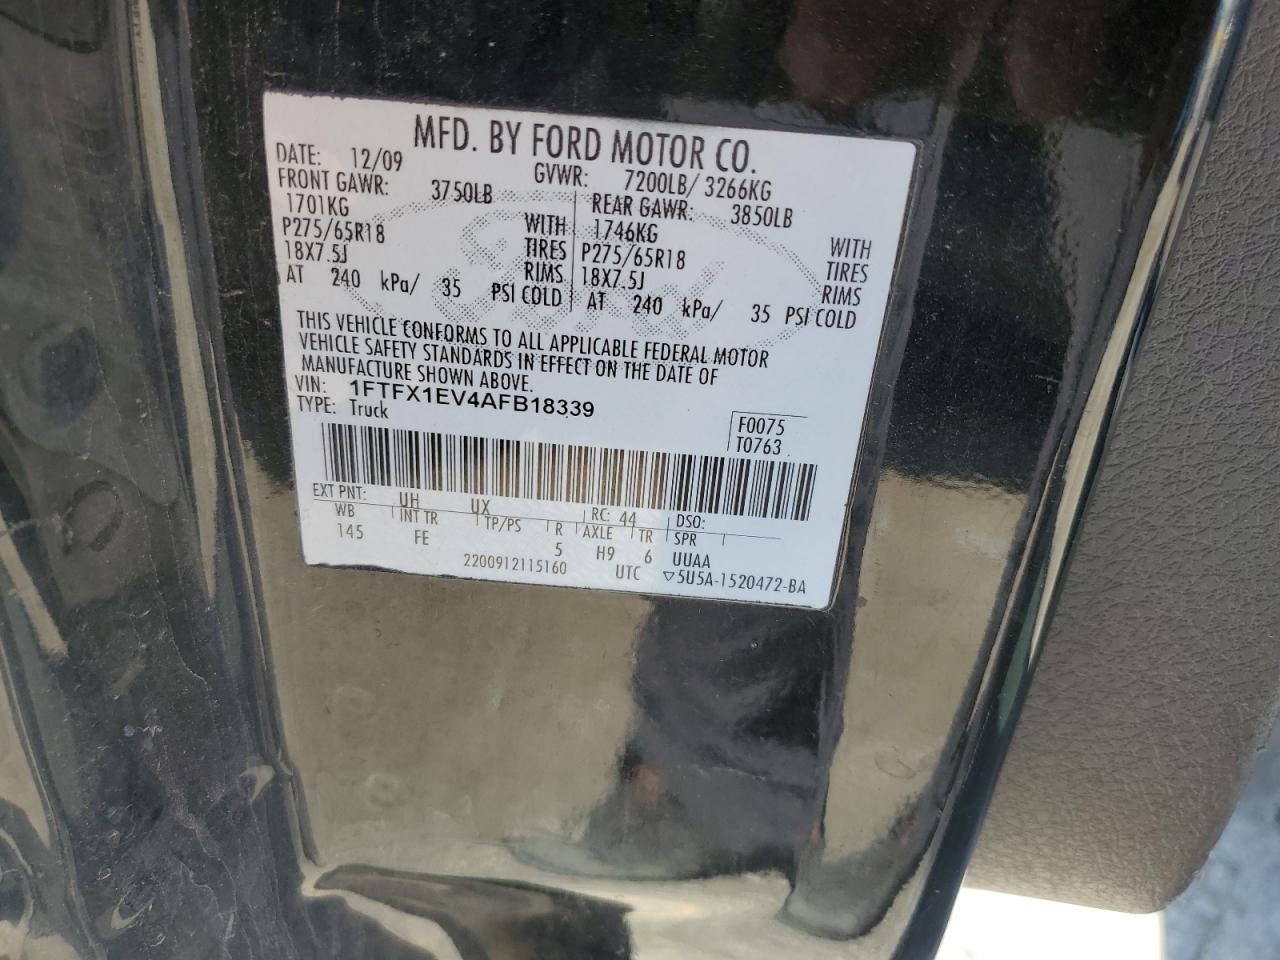 MFD. BY FORD MOTOR CO.
DATE: 12/09 GVWR: 7200LB/ 3266KG
FRONT GAWR: 3750LB REAR GAWR: 3850LB
1701KG WITH 1746KG WITH
P275/65R18 TIRES P275/65R18 TIRES
18X7.5J RIMS 18X7.5J RIMS
AT 240 kPa/ 35 PSI COLD AT 240 kPa/ 35 PSI COLD
THIS VEHICLE CONFORMS TO ALL APPLICABLE FEDERAL MOTOR
VEHICLE SAFETY STANDARDS IN EFFECT ON THE DATE OF
MANUFACTURE SHOWN ABOVE.
VIN: 1FTFX1EV4AFB18339
TYPE: Truck
F0075
T0763
EXT PNT: UH UX RC: 44 DSO:
WB INT TR TP/PS R AXLE TR SPR
145 FE 5 H9 6 UUAA
2200912115160 UTC ▽5U5A-1520472-BA